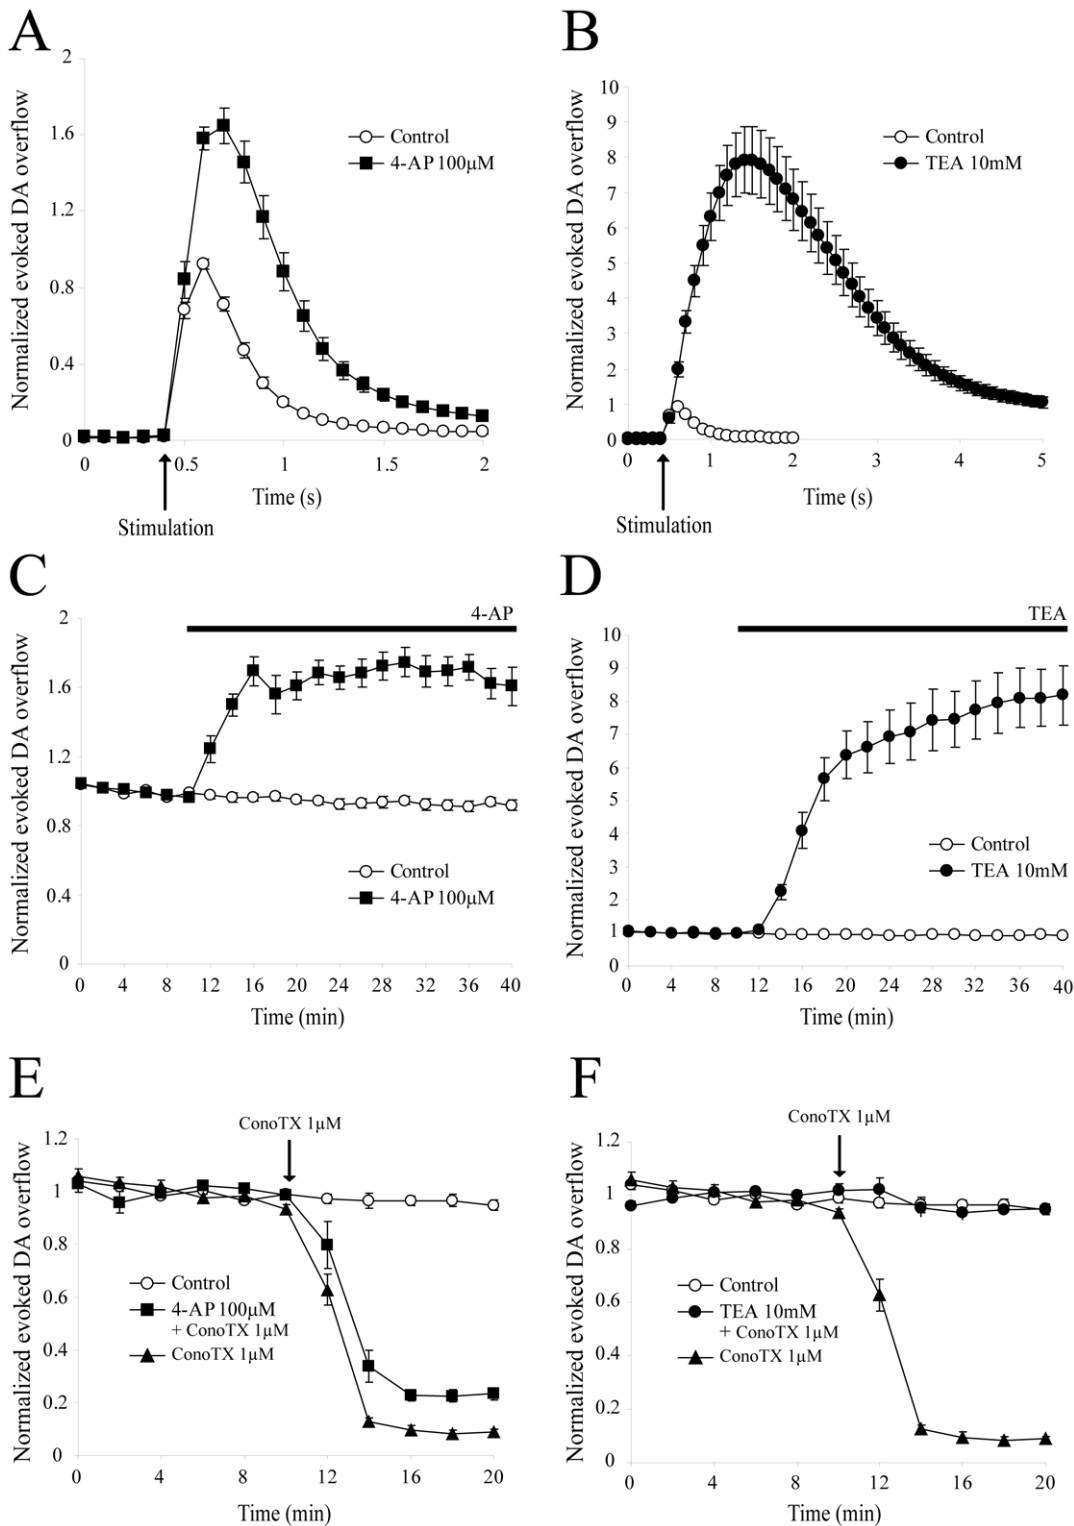 A
Normalized evoked DA overflow
2
1.6
1.2
0.8
0.4
0
0 0.5 1 1.5 2
Control
4-AP 100μM
Time (s)
Stimulation
B
Normalized evoked DA overflow
10
9
8
7
6
5
4
3
2
1
0
0 1 2 3 4 5
Control
TEA 10mM
Time (s)
Stimulation
C
Normalized evoked DA overflow
4-AP
2
1.6
1.2
0.8
0.4
0
Control
4-AP 100μM
0 4 8 12 16 20 24 28 32 36 40
Time (min)
D
Normalized evoked DA overflow
TEA
10
9
8
7
6
5
4
3
2
1
0
Control
TEA 10mM
0 4 8 12 16 20 24 28 32 36 40
Time (min)
E
Normalized evoked DA overflow
ConoTX 1μM
1.2
1
0.8
0.6
0.4
0.2
0
Control
4-AP 100μM
+ ConoTX 1μM
ConoTX 1μM
0 4 8 12 16 20
Time (min)
F
Normalized evoked DA overflow
ConoTX 1μM
1.2
1
0.8
0.6
0.4
0.2
0
Control
TEA 10mM
+ ConoTX 1μM
ConoTX 1μM
0 4 8 12 16 20
Time (min)